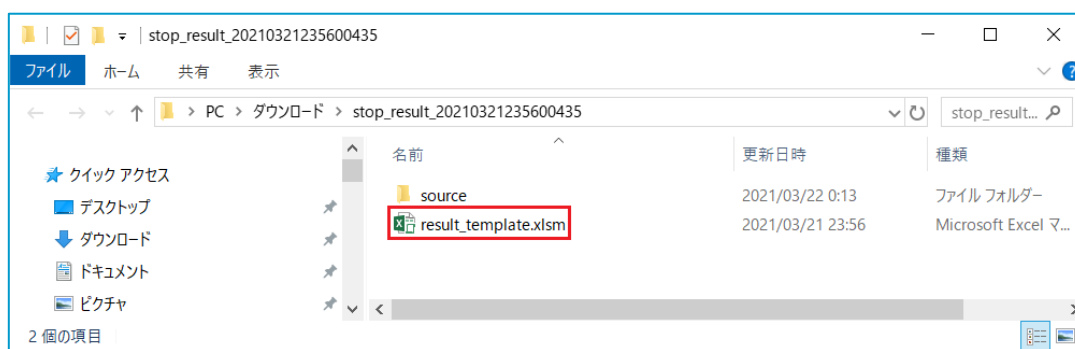 stop_result_20210321235600435
ファイル ホーム 共有 表示
PC > ダウンロード > stop_result_20210321235600435 stop_result...
名前 更新日時 種類
クイック アクセス
source 2021/03/22 0:13 ファイル フォルダー
デスクトップ
result_template.xlsm 2021/03/21 23:56 Microsoft Excel マ...
ダウンロード
ドキュメント
ピクチャ
2 個の項目